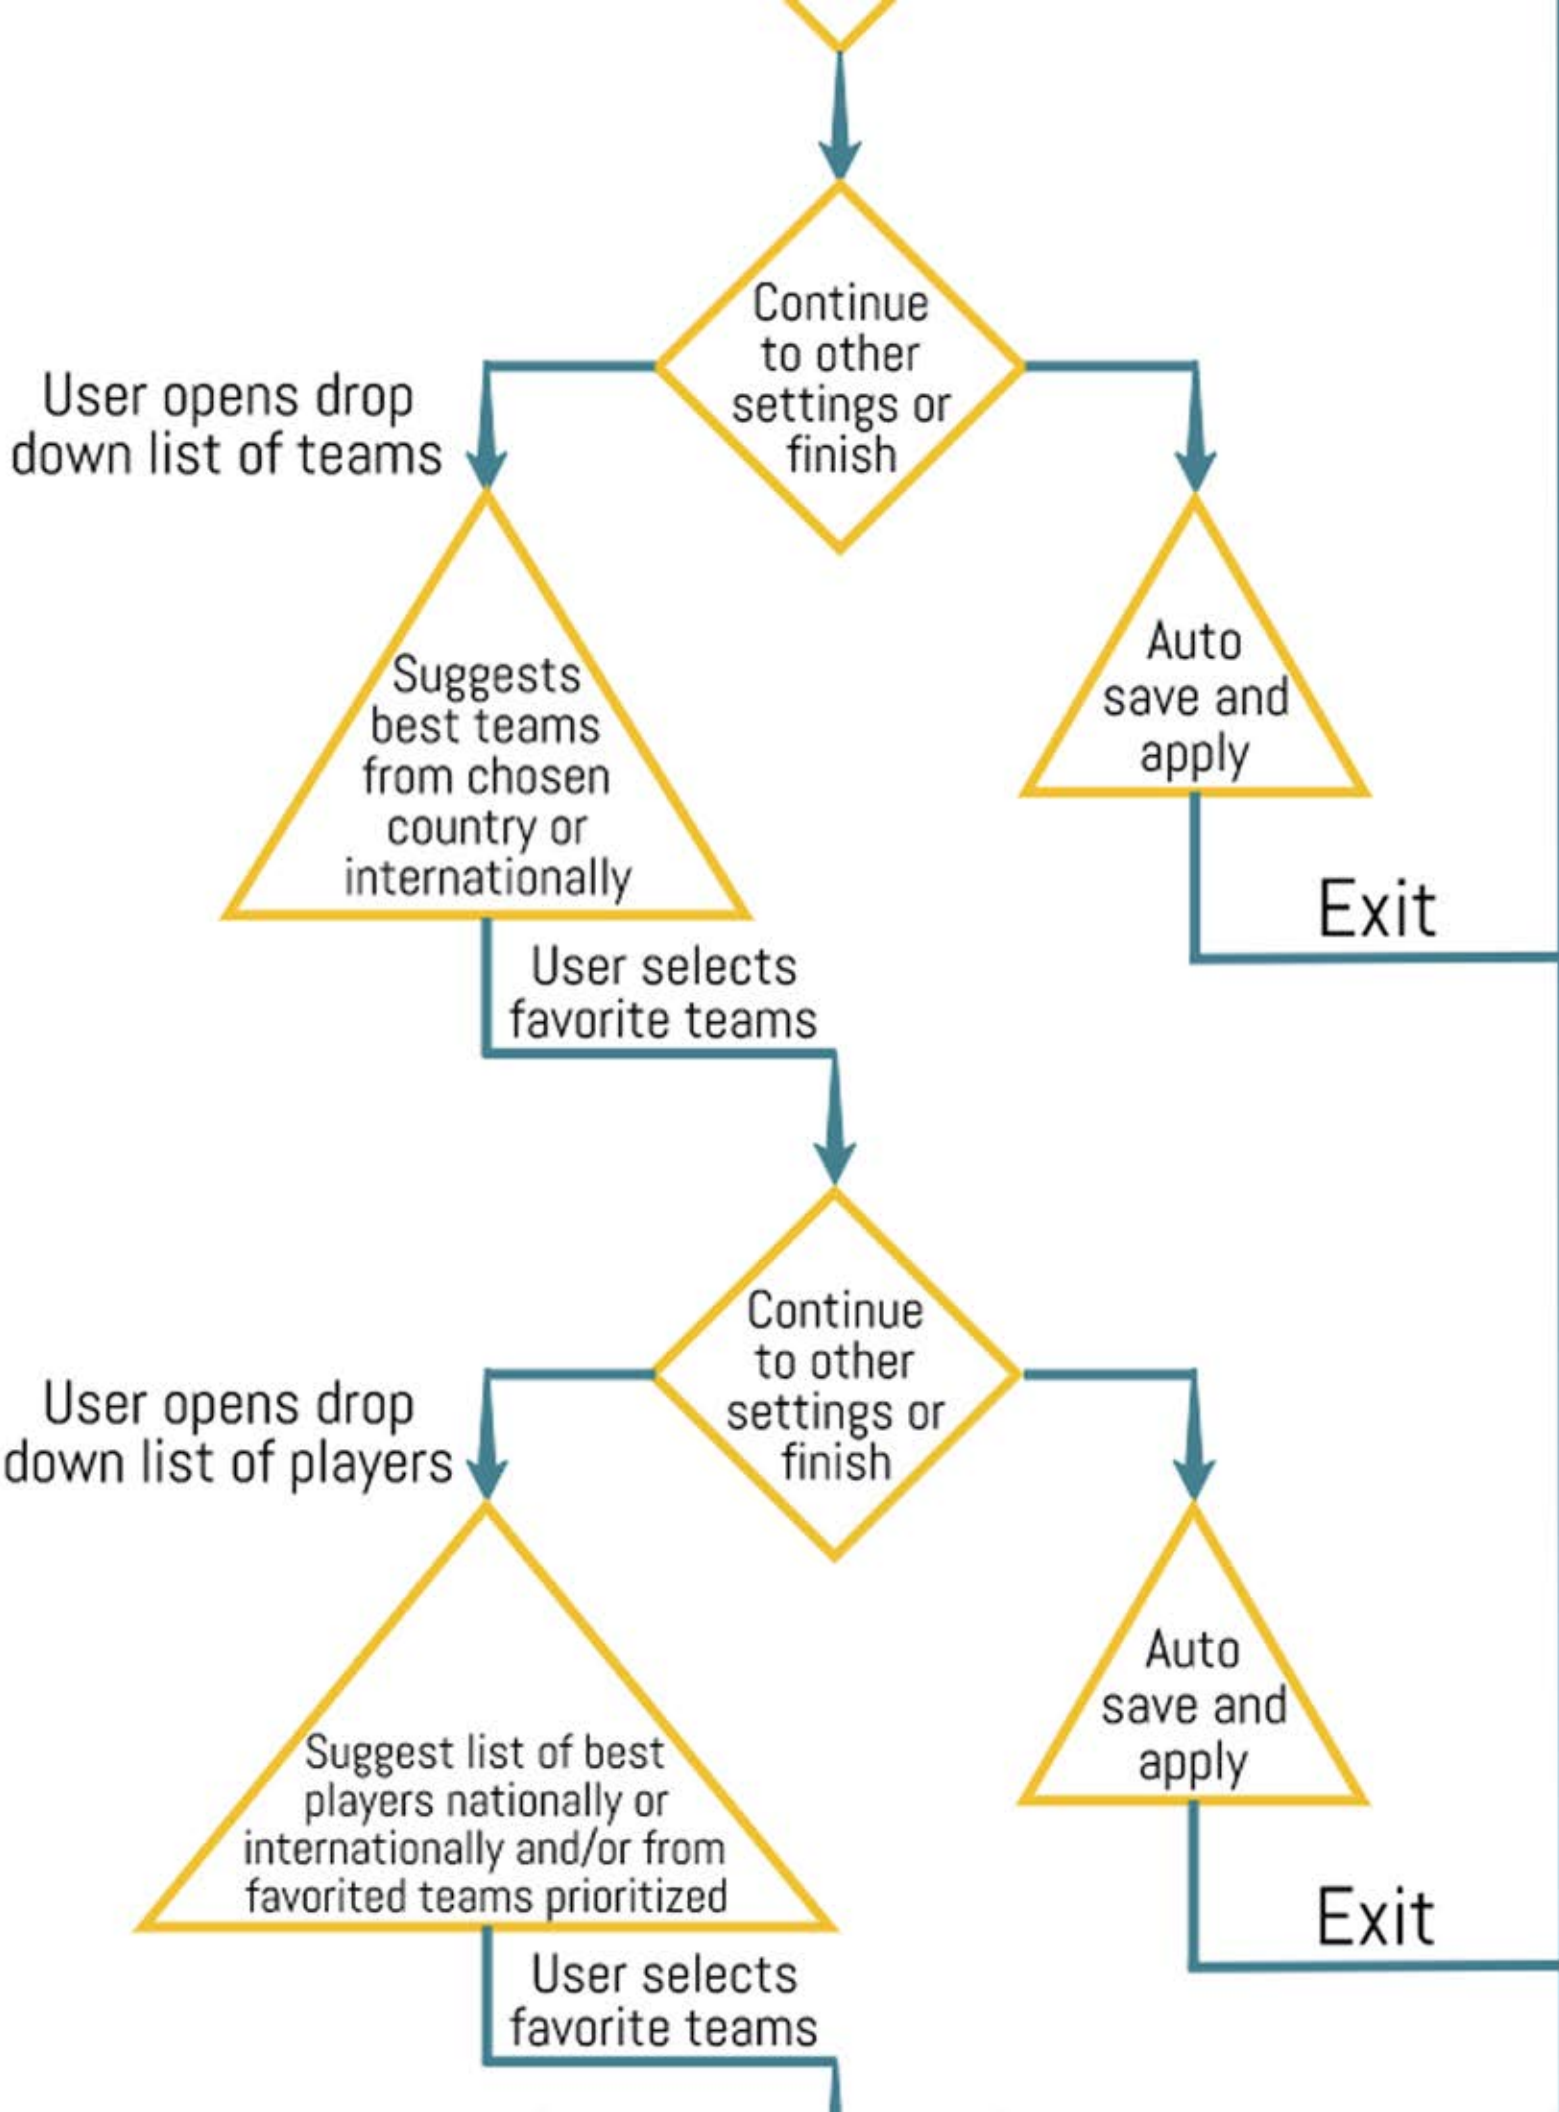 Continue
to other
settings or
finish
User opens drop
down list of teams
Suggests
best teams
from chosen
country or
internationally
Auto
save and
apply
Exit
User selects
favorite teams
Continue
to other
settings or
finish
User opens drop
down list of players
Suggest list of best
players nationally or
internationally and/or from
favorited teams prioritized
Auto
save and
apply
Exit
User selects
favorite teams